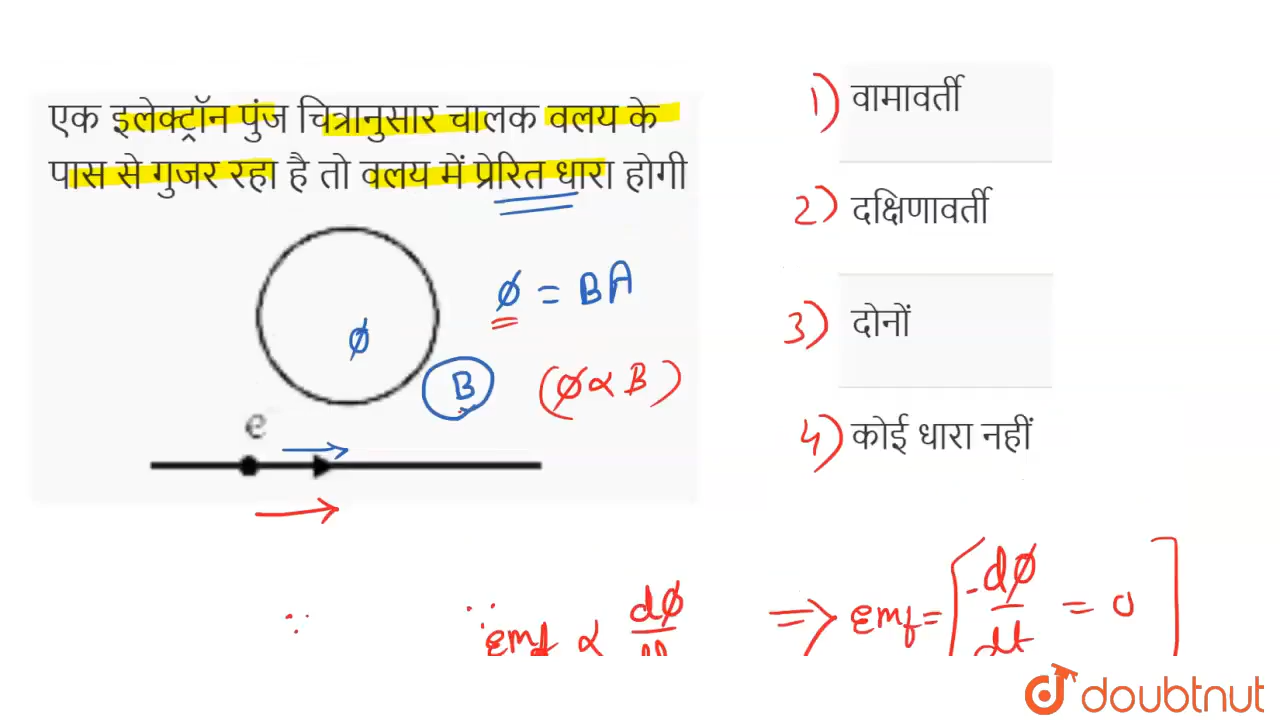 एक इलेक्ट्रॉन पुंज चित्रानुसार चालक वलय के
पास से गुजर रहा है तो वलय में प्रेरित धारा होगी
ϕ
ϕ = BA
B
(ϕ ∝ B)
e
1) वामावर्ती
2) दक्षिणावर्ती
3) दोनों
4) कोई धारा नहीं
∵ emf ∝ dϕ
⇒ emf = [-dϕ/dt = 0]
doubtnut